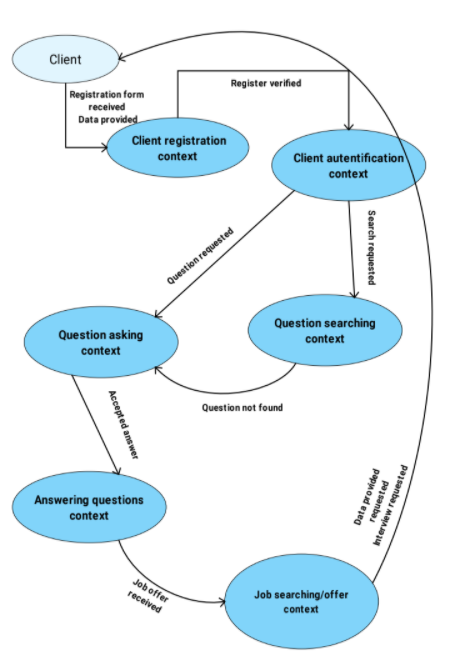 Client
Registration form
received
Data provided
Register verified
Client registration
context
Client autentification
context
Question requested
Search requested
Question asking
context
Question searching
context
Question not found
Accepted answer
Answering questions
context
Data provided
requested
Interview requested
Job offer
received
Job searching/offer
context